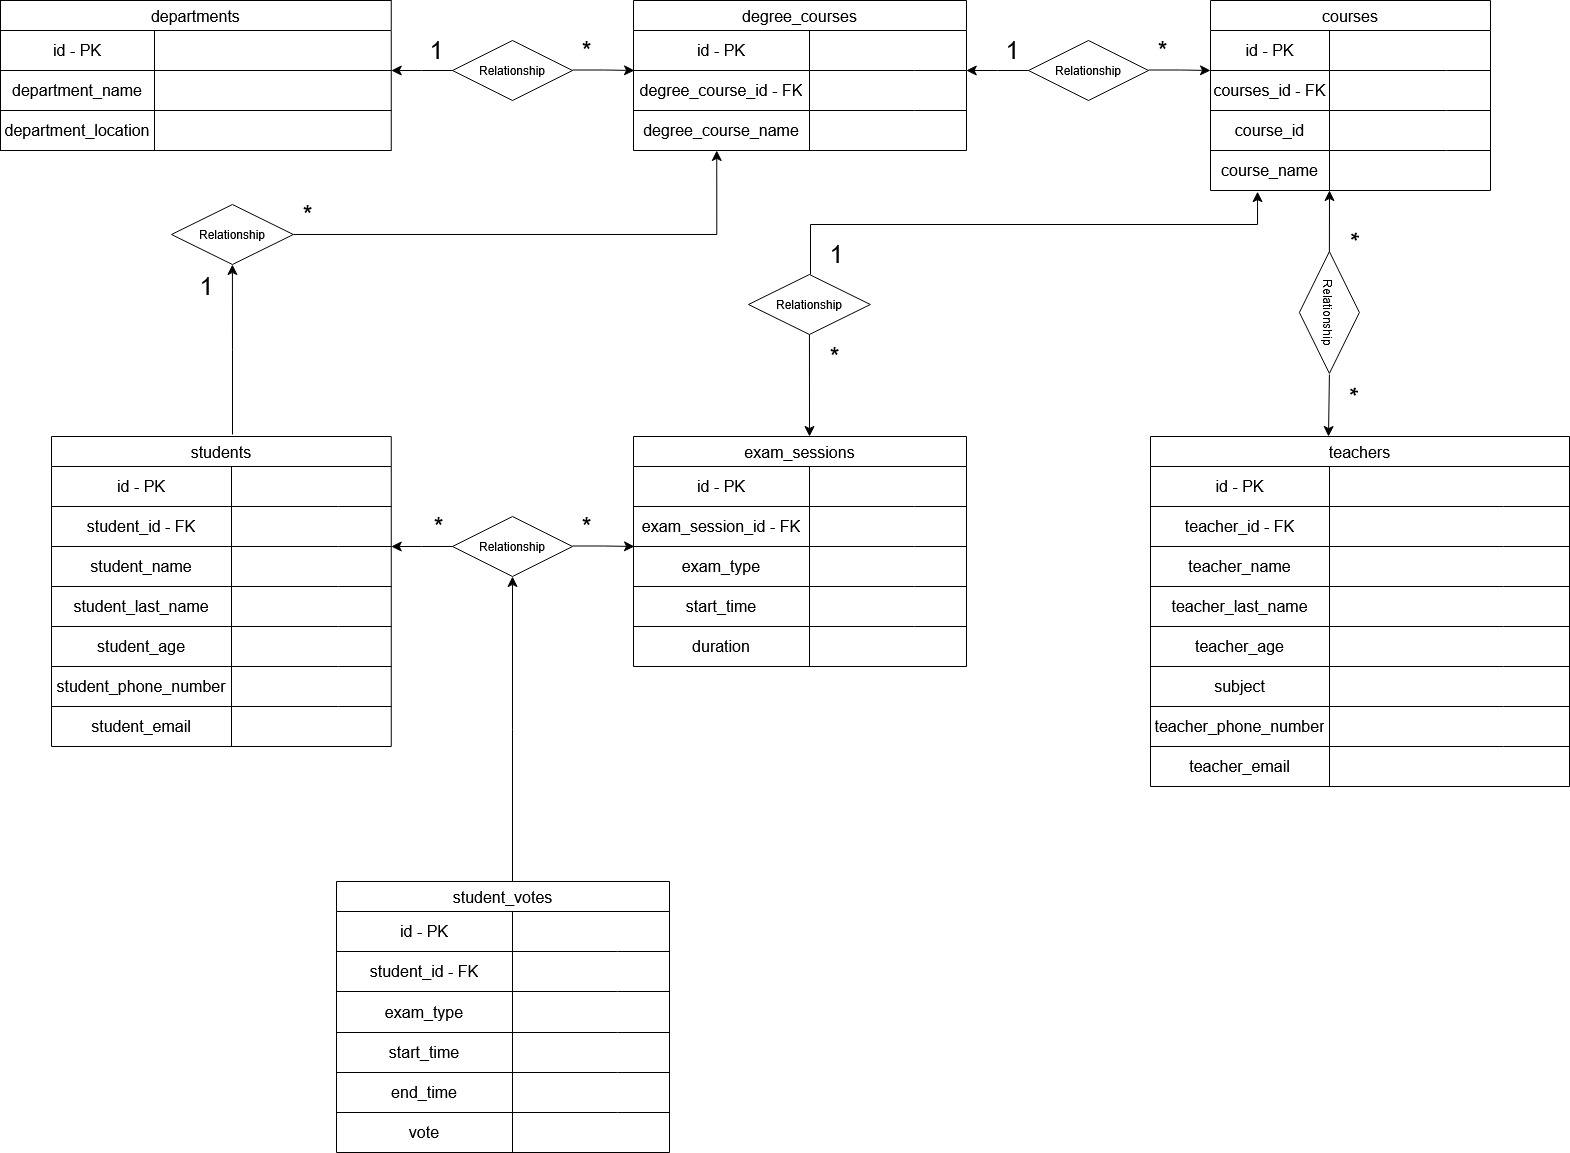 departments
id - PK
department_name
department_location
1
Relationship
*
degree_courses
id - PK
degree_course_id - FK
degree_course_name
1
Relationship
*
courses
id - PK
courses_id - FK
course_id
course_name
Relationship
*
1
1
Relationship
*
*
Relationship
*
students
id - PK
student_id - FK
student_name
student_last_name
student_age
student_phone_number
student_email
*
Relationship
*
exam_sessions
id - PK
exam_session_id - FK
exam_type
start_time
duration
teachers
id - PK
teacher_id - FK
teacher_name
teacher_last_name
teacher_age
subject
teacher_phone_number
teacher_email
student_votes
id - PK
student_id - FK
exam_type
start_time
end_time
vote